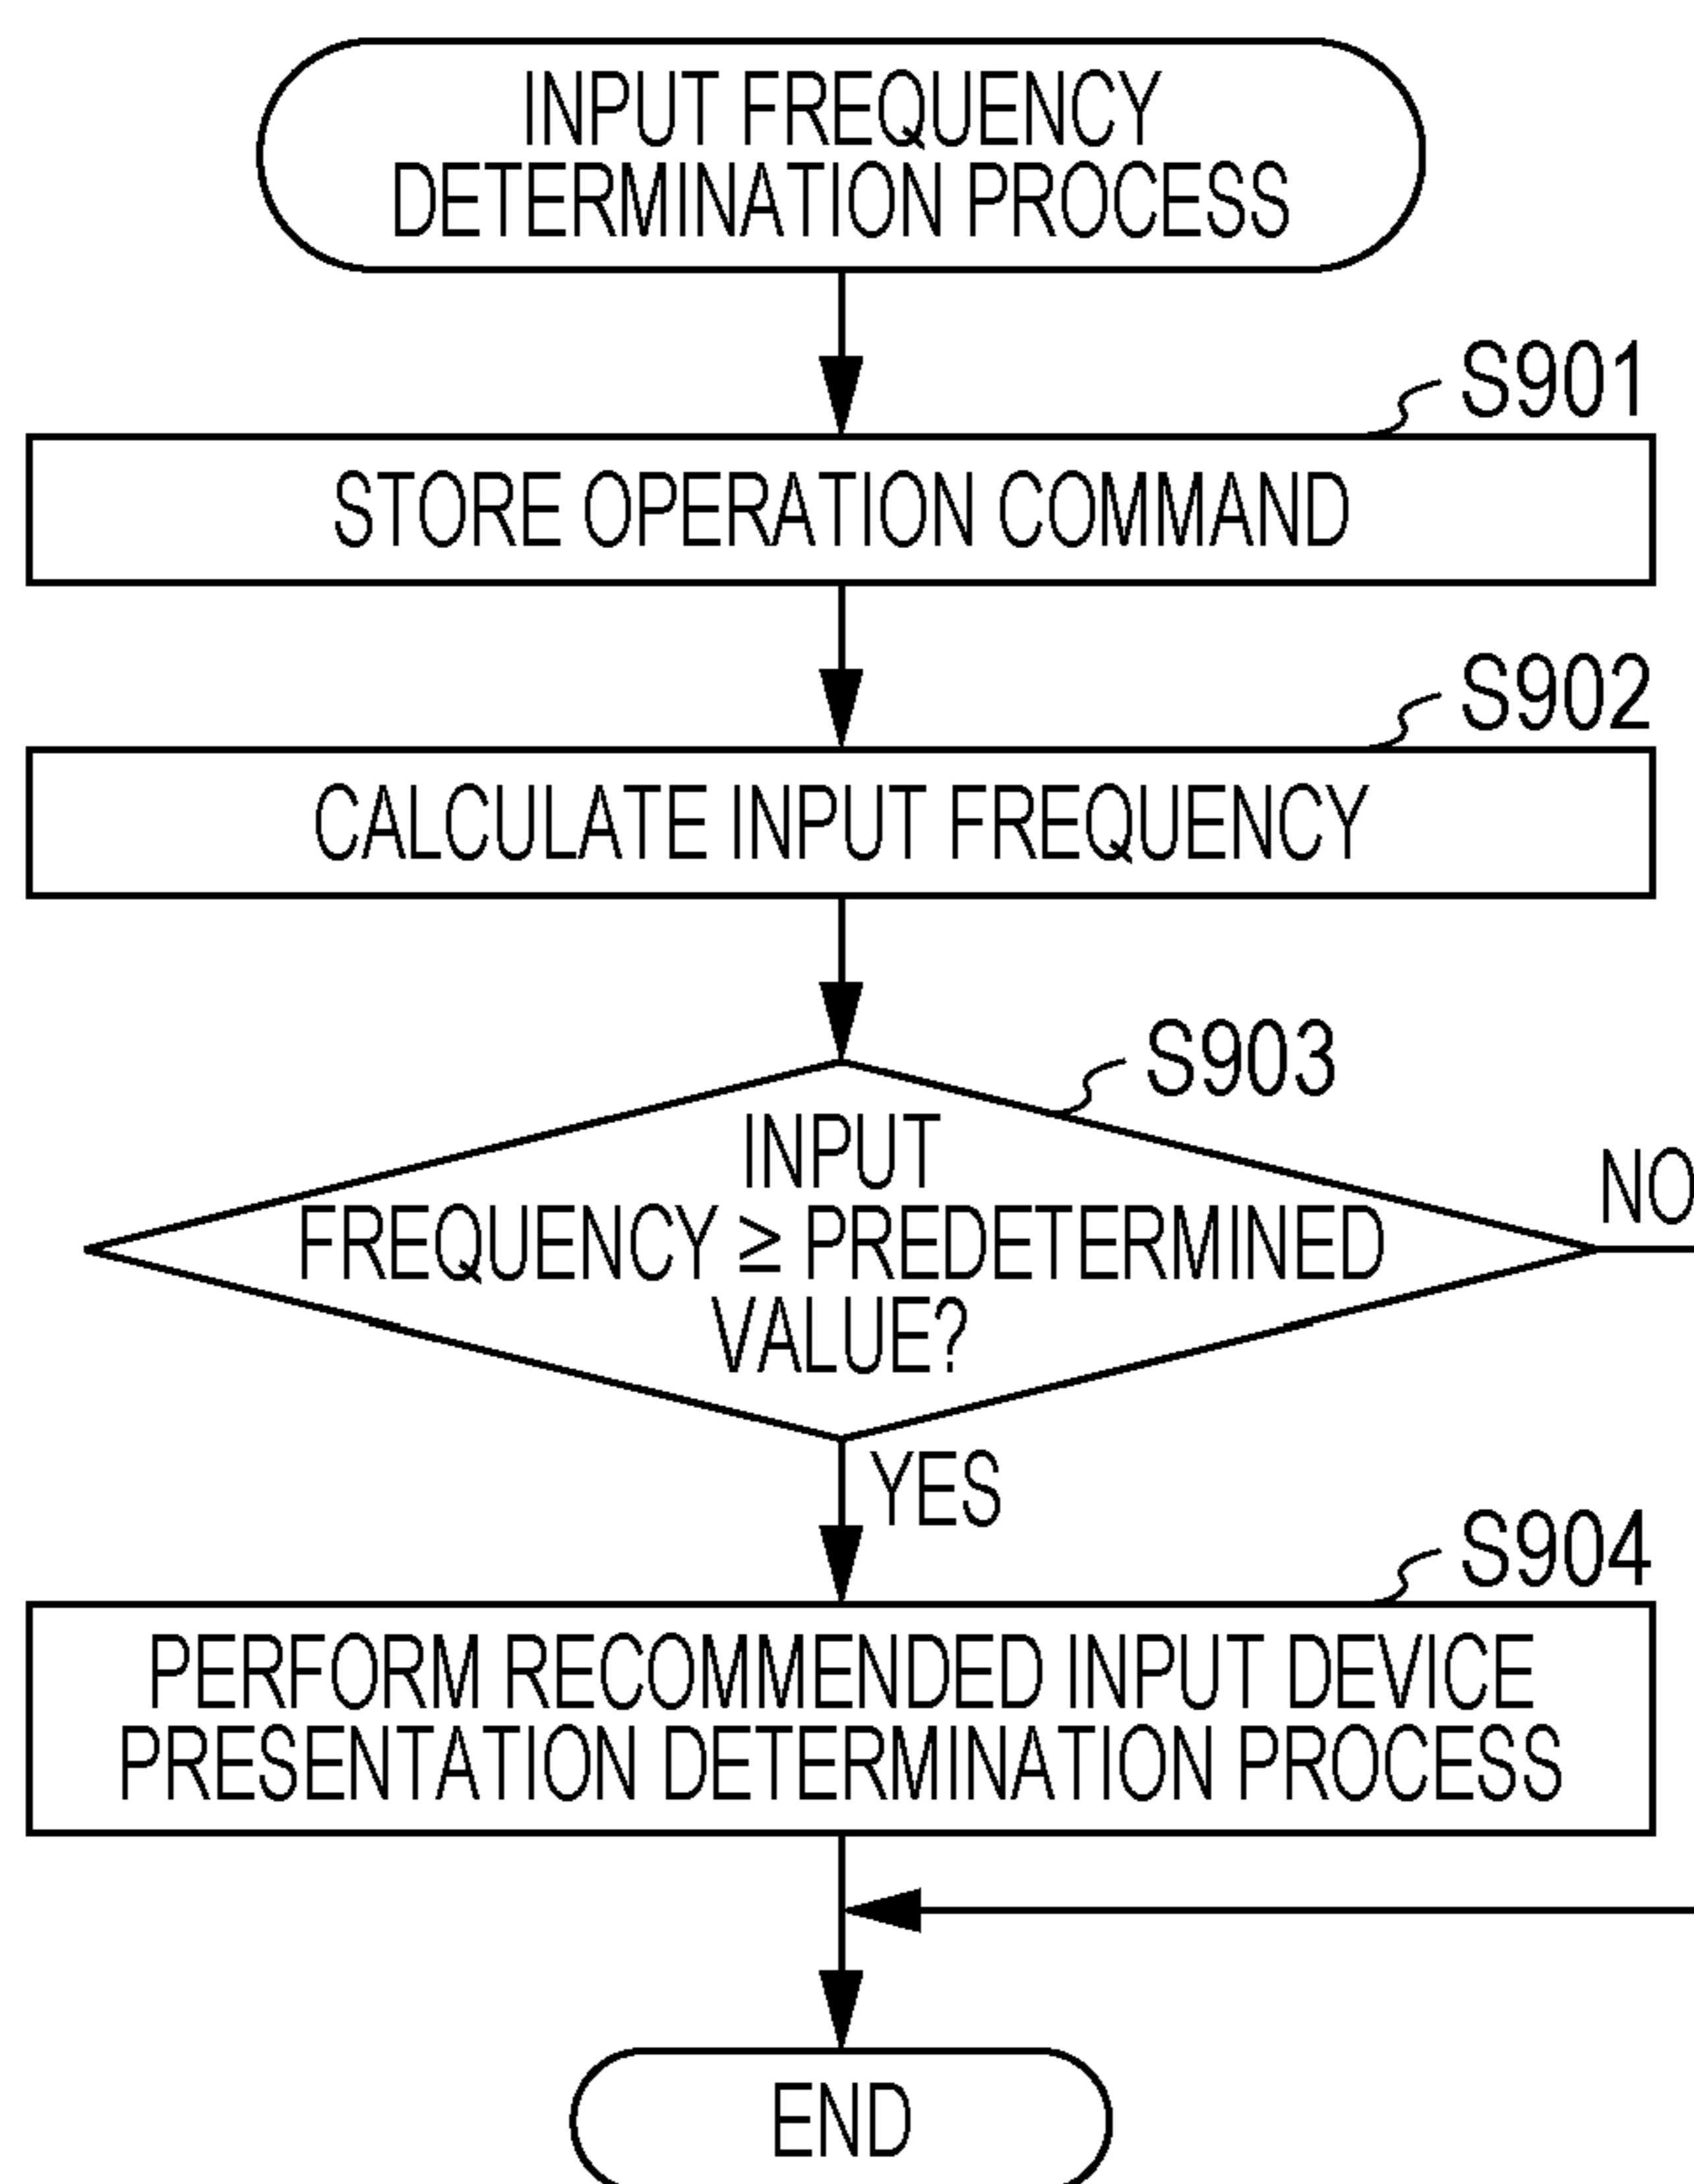 INPUT FREQUENCY
DETERMINATION PROCESS
S901
STORE OPERATION COMMAND
S902
CALCULATE INPUT FREQUENCY
S903
INPUT
FREQUENCY ≥ PREDETERMINED
VALUE?
NO
YES
S904
PERFORM RECOMMENDED INPUT DEVICE
PRESENTATION DETERMINATION PROCESS
END